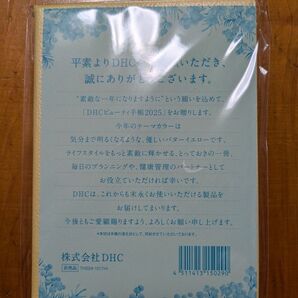 平素よりDHCをご愛用いただき、
誠にありがとうございます。
“素敵な一年になりますように”という願いを込めて、
「DHCビューティ手帳2025」をお贈りします。
今年のテーマカラーは
気分まで明るくなるような、優しいバターイエローです。
ライフスタイルをもっと素敵に輝かせる、とっておきの一冊。
毎日のプランニングや、健康管理のパートナーとして
お役立ていただければ幸いです。
DHCは、これからも末永くお使いいただける製品を
お届けしてまいります。
今後ともご愛顧賜りますよう、よろしくお願い申し上げます。
株式会社DHC
非売品
4511413150290